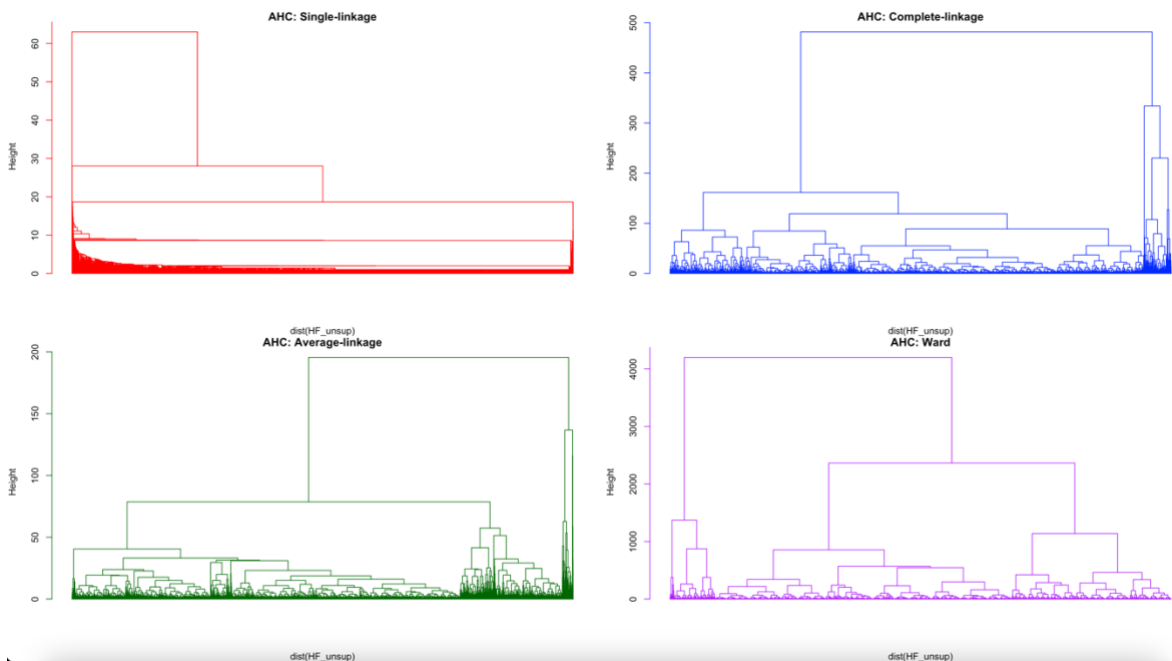 AHC: Single-linkage
Height
0
10
20
30
40
50
60
dist(HF_unsup)
AHC: Complete-linkage
Height
0
100
200
300
400
500
dist(HF_unsup)
AHC: Average-linkage
Height
0
50
100
150
200
dist(HF_unsup)
AHC: Ward
Height
0
1000
2000
3000
4000
dist(HF_unsup)